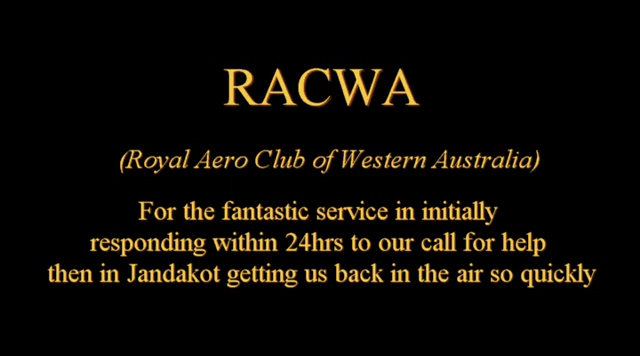 RACWA
(Royal Aero Club of Western Australia)
For the fantastic service in initially
responding within 24hrs to our call for help
then in Jandakot getting us back in the air so quickly